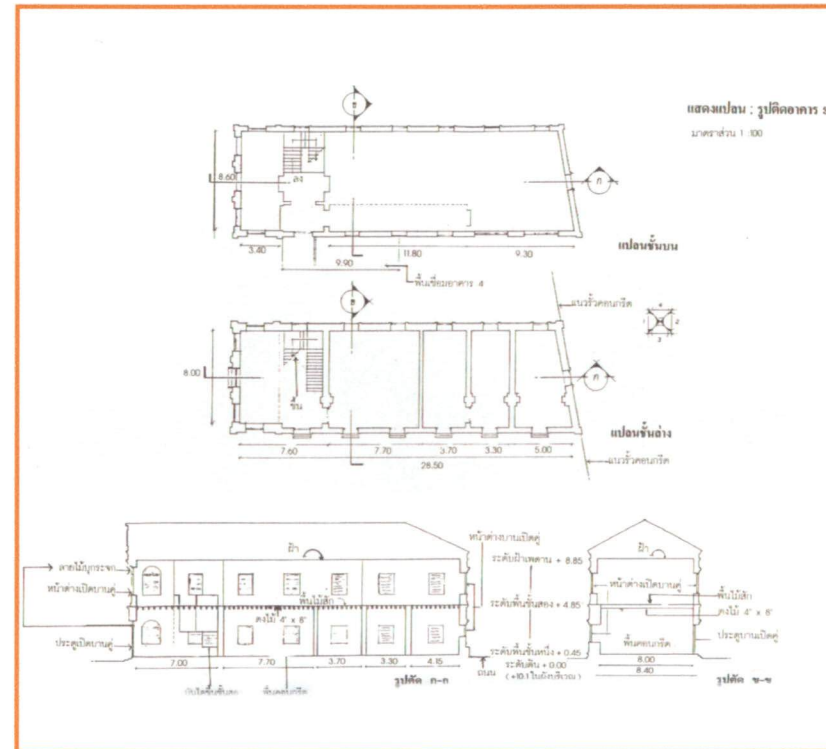 แสดงแปลน : รูปตัดอาคาร
มาตราส่วน 1:100
ข
8.60
ลง
ก
แปลนชั้นบน
3.40
11.80
9.30
9.90
พื้นเชื่อมอาคาร 4
แนวรั้วคอนกรีต
ข
4
1
2
3
8.00
ขึ้น
แปลนชั้นล่าง
7.60
7.70
3.70
3.30
5.00
28.50
แนวรั้วคอนกรีต
หน้าต่างบานเปิดคู่
ฝ้า
ระดับฝ้าเพดาน + 8.85
ฝ้า
ลายไม้บุกระจก
หน้าต่างเปิดบานคู่
หน้าต่างเปิดบานคู่
พื้นไม้สัก
ระดับพื้นชั้นสอง + 4.85
พื้นไม้สัก
ตงไม้ 4" x 8"
ตงไม้ 4" x 8"
ประตูเปิดบานคู่
พื้นคอนกรีต
ประตูบานเปิดคู่
ระดับพื้นชั้นหนึ่ง + 0.45
7.00
7.70
3.70
3.30
4.15
ถนน
ระดับดิน + 0.00
8.00
8.40
พื้นคอนกรีต
รูปตัด ก-ก
รูปตัด ข-ข